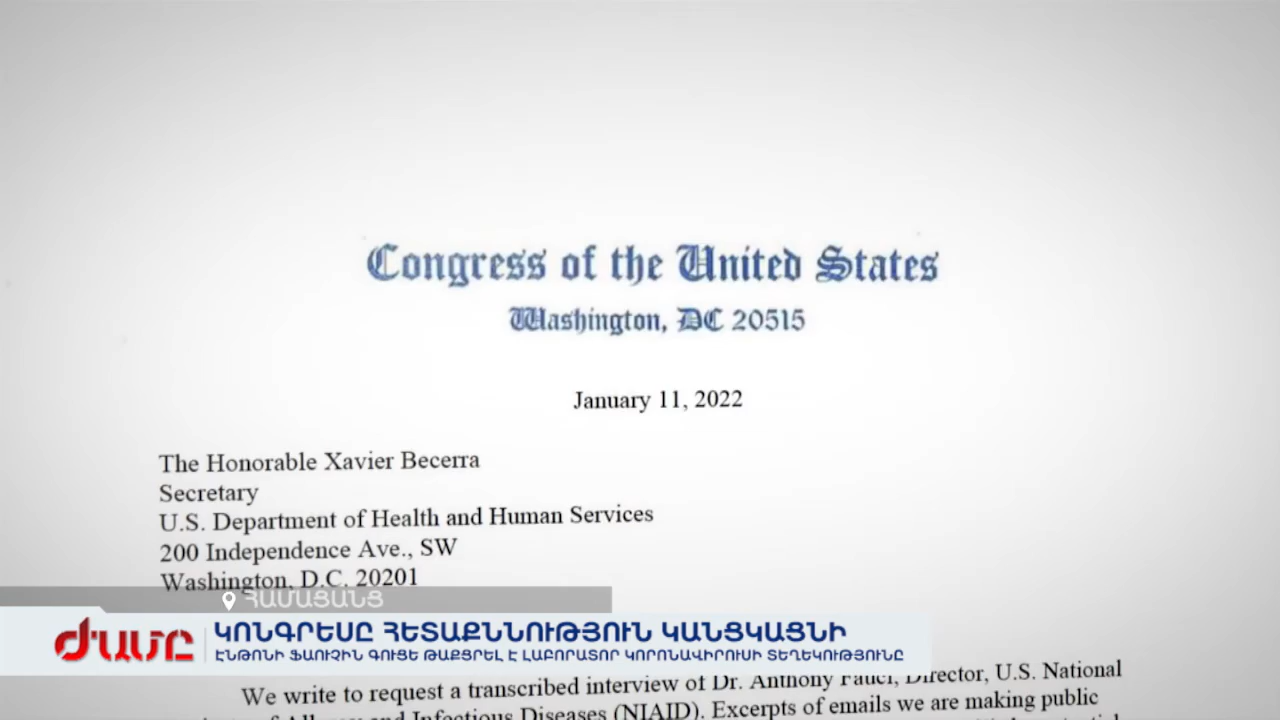 Congress of the United States
Washington, DC 20515
January 11, 2022
The Honorable Xavier Becerra
Secretary
U.S. Department of Health and Human Services
200 Independence Ave., SW
Washington, D.C. 20201
ՀԱՄԱՑԱՆՑ
ԺԱՄԸ
ԿՈՆԳՐԵՍԸ ՀԵՏԱՔՆՆՈՒԹՅՈՒՆ ԿԱՆՑԿԱՑՆԻ
ԷՆԹՈՆԻ ՖԱՈՒՉԻՆ ԳՈՒՑԵ ԹԱՔՑՐԵԼ Է ԼԱԲՈՐԱՏՈՐ ԿՈՐՈՆԱՎԻՐՈՒՍԻ ՏԵՂԵԿՈՒԹՅՈՒՆԸ
We write to request a transcribed interview of Dr. Anthony Fauci, Director, U.S. National
Infectious Diseases (NIAID). Excerpts of emails we are making public